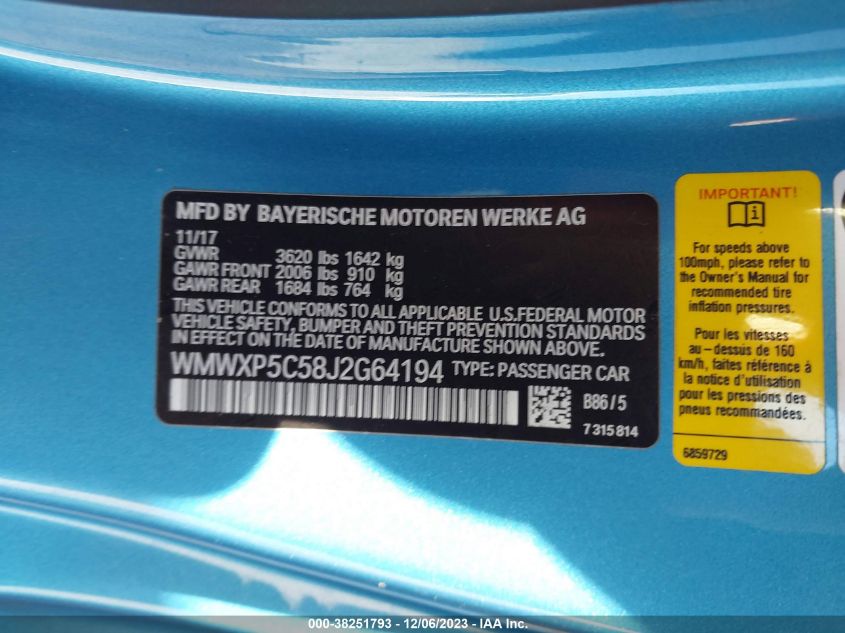 MFD BY BAYERISCHE MOTOREN WERKE AG
11/17
GVWR 3620 lbs 1642 kg
GAWR FRONT 2006 lbs 910 kg
GAWR REAR 1684 lbs 764 kg
THIS VEHICLE CONFORMS TO ALL APPLICABLE U.S.FEDERAL MOTOR
VEHICLE SAFETY, BUMPER AND THEFT PREVENTION STANDARDS
IN EFFECT ON THE DATE OF MANUFACTURE SHOWN ABOVE.
WMWXP5C58J2G64194 TYPE: PASSENGER CAR
B86/5
7315814
IMPORTANT!
For speeds above
100mph, please refer to
the Owner's Manual for
recommended tire
inflation pressures.
Pour les vitesses
au-dessus de 160
km/h, faites référence à
la notice d'utilisation
pour les pressions des
pneus recommandées.
6859729
000-38251793 - 12/06/2023 - IAA Inc.